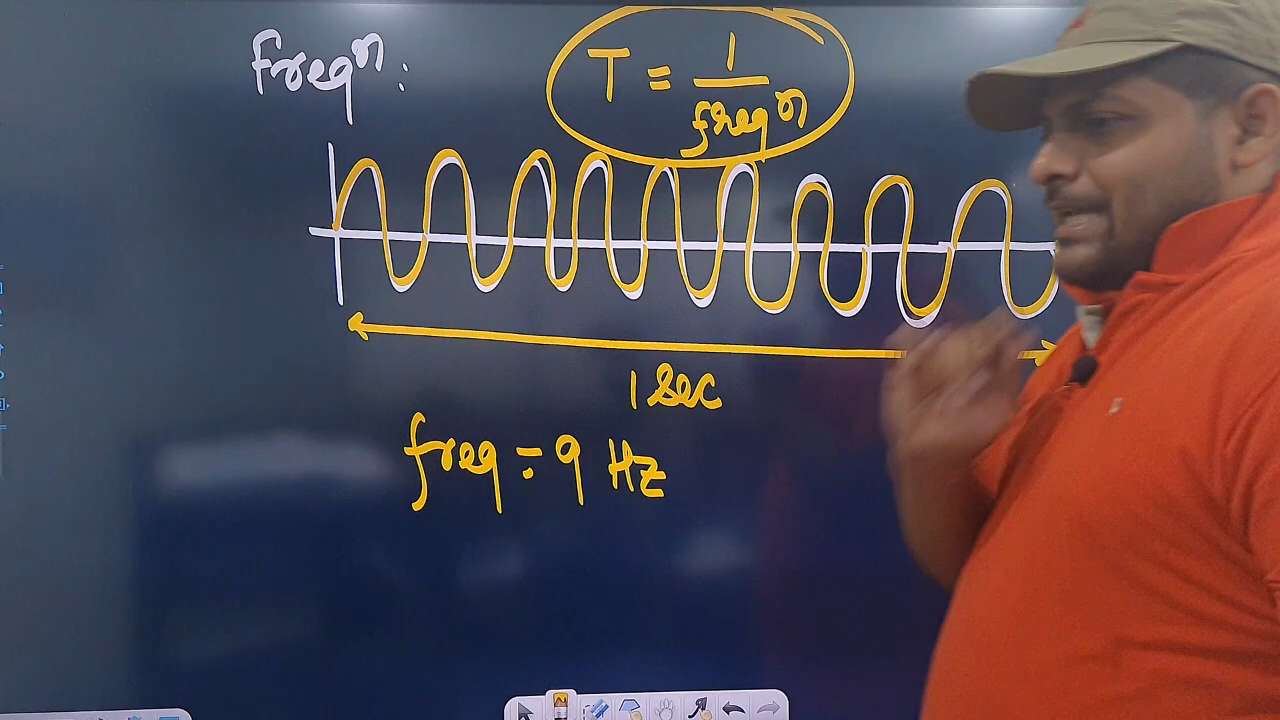 freqⁿ :
T = 1/freqⁿ
1 sec
freq = 9 Hz